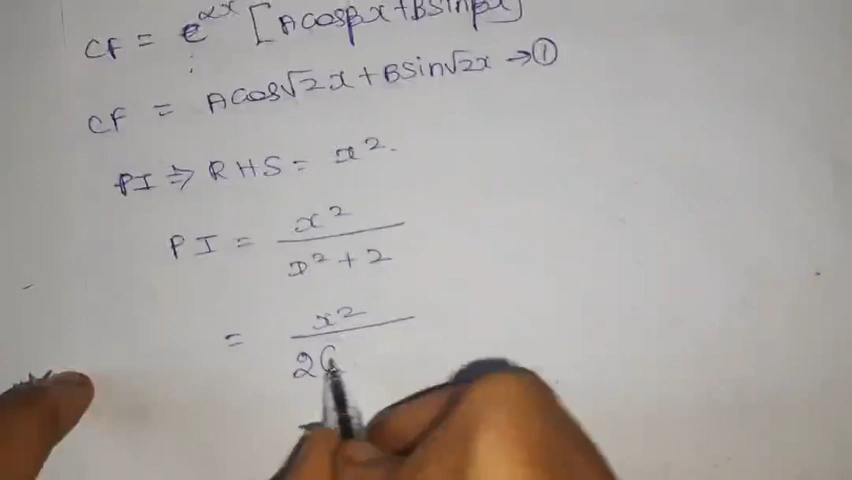 CF = e^αx [Acosβx+Bsinβx]
CF = Acos√2x+Bsin√2x → ①
PI ⇒ RHS = x².
PI = x² / D²+2
= x² / 2(